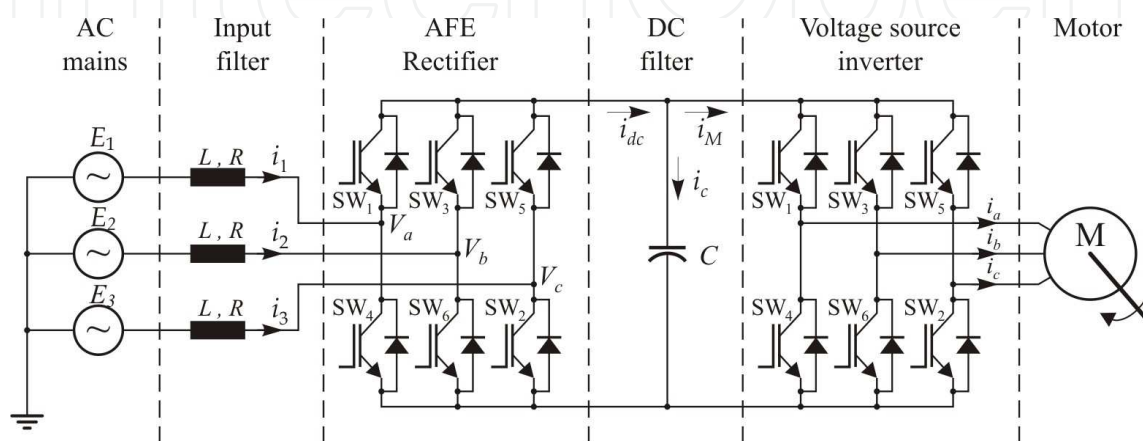 AC mains
Input filter
AFE Rectifier
DC filter
Voltage source inverter
Motor
E1
L, R
i1
E2
L, R
i2
E3
L, R
i3
SW1
SW3
SW5
Va
Vb
Vc
SW4
SW6
SW2
idc
iM
ic
C
SW1
SW3
SW5
SW4
SW6
SW2
ia
ib
ic
M